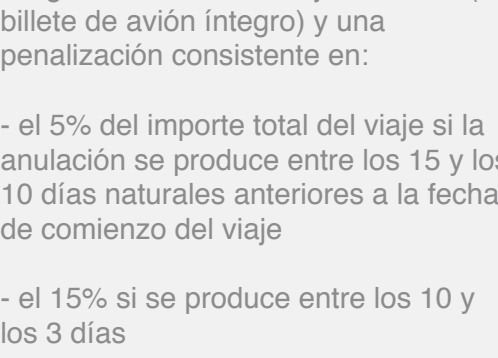 billete de avión íntegro) y una
penalización consistente en:
- el 5% del importe total del viaje si la
anulación se produce entre los 15 y los
10 días naturales anteriores a la fecha
de comienzo del viaje
- el 15% si se produce entre los 10 y
los 3 días